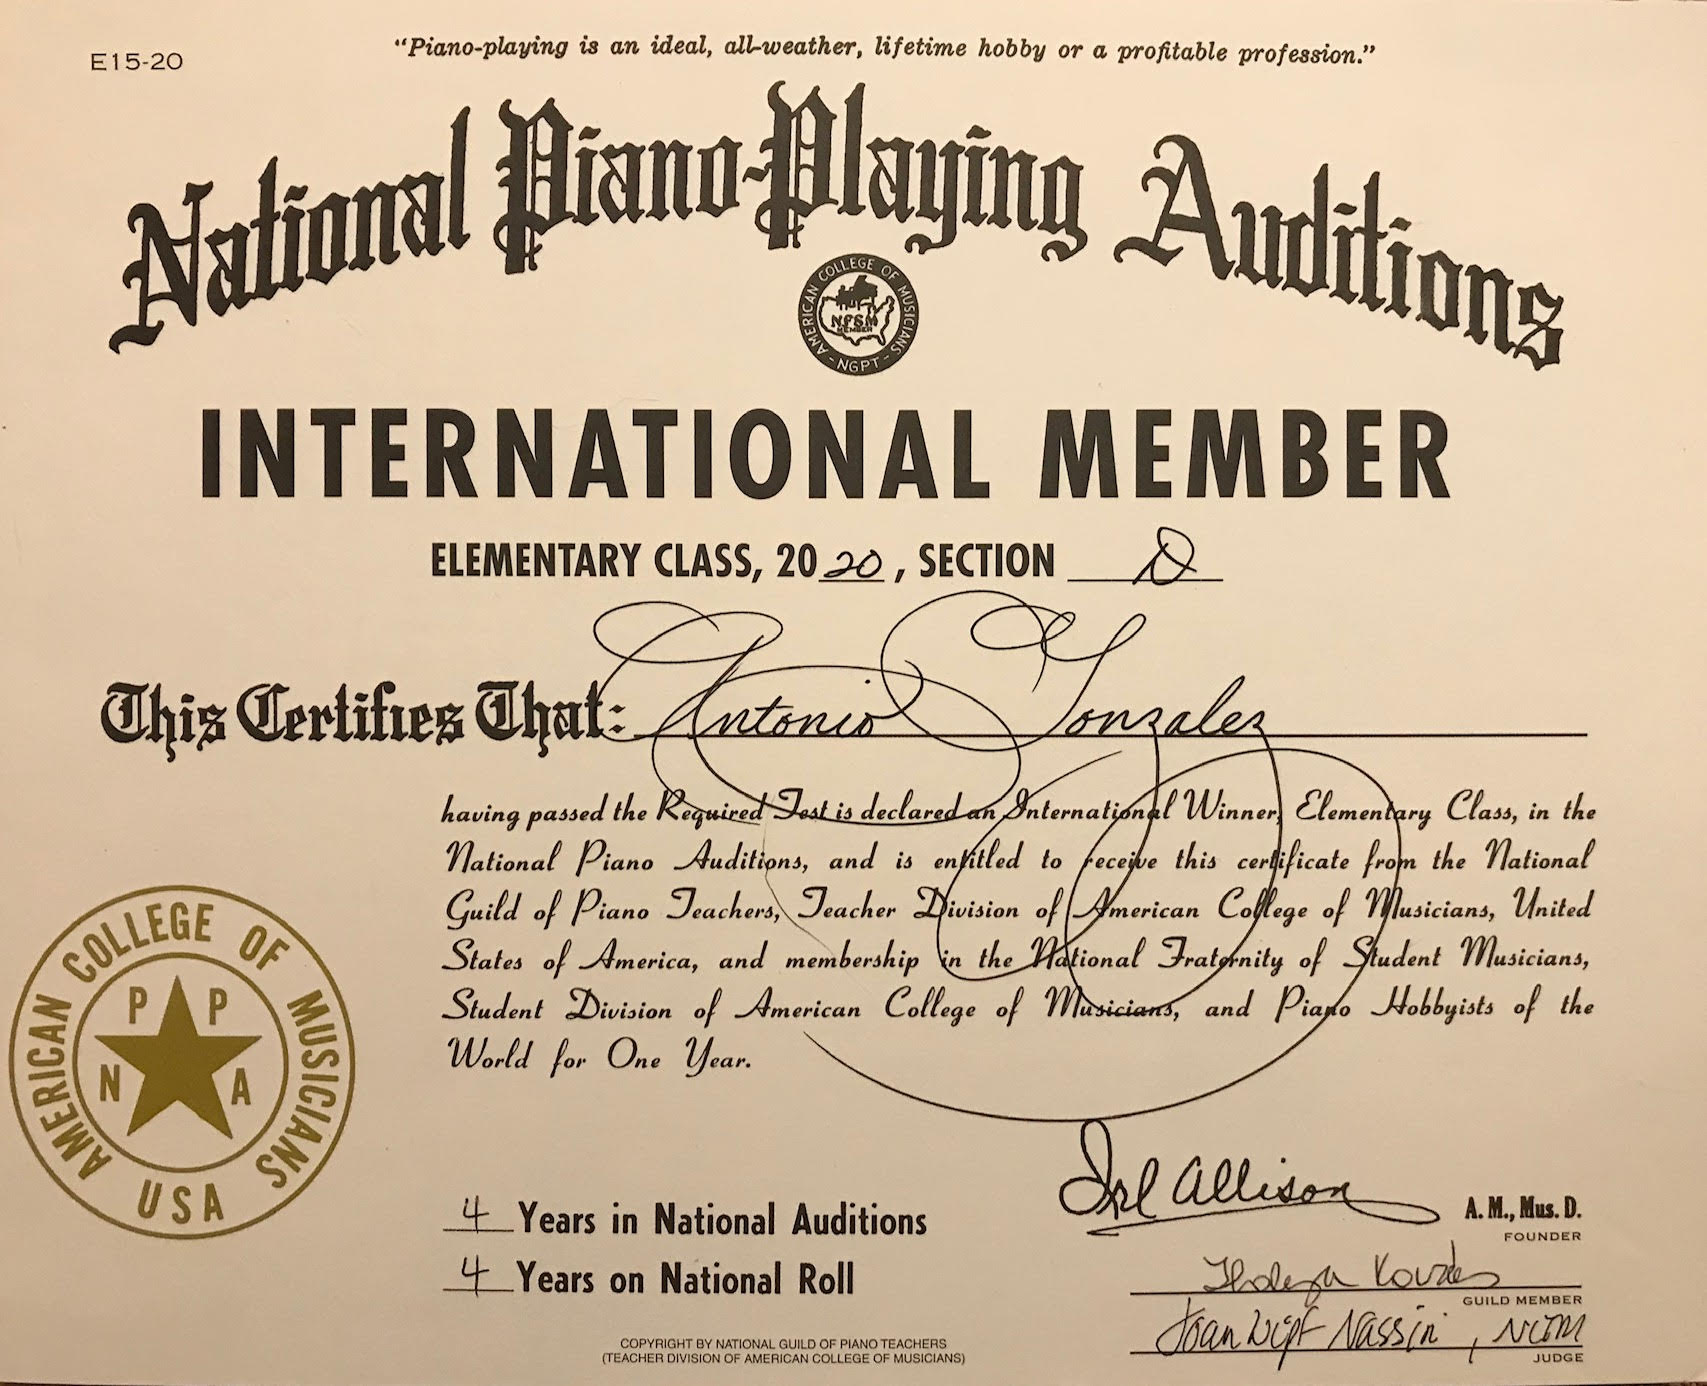 E15-20
“Piano-playing is an ideal, all-weather, lifetime hobby or a profitable profession.”
National Piano-Playing Auditions
AMERICAN COLLEGE OF MUSICIANS
NFSM
MEMBER
- NGPT -
INTERNATIONAL MEMBER
ELEMENTARY CLASS, 2020, SECTION D
This Certifies That: Antonio Gonzalez
having passed the Required Test is declared an International Winner, Elementary Class, in the
National Piano Auditions, and is entitled to receive this certificate from the National
Guild of Piano Teachers, Teacher Division of American College of Musicians, United
States of America, and membership in the National Fraternity of Student Musicians,
Student Division of American College of Musicians, and Piano Hobbyists of the
World for One Year.
AMERICAN COLLEGE OF MUSICIANS
USA
P P
N A
4 Years in National Auditions
4 Years on National Roll
Irl Allison
A. M., Mus. D.
FOUNDER
GUILD MEMBER
Joan Nassin, NCTM
JUDGE
COPYRIGHT BY NATIONAL GUILD OF PIANO TEACHERS
(TEACHER DIVISION OF AMERICAN COLLEGE OF MUSICIANS)